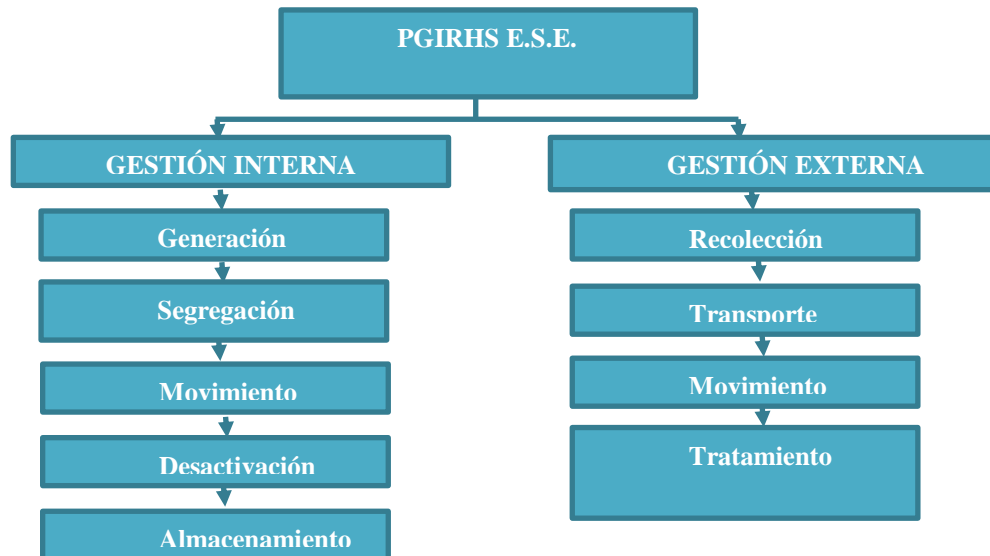 PGIRHS E.S.E.
GESTIÓN INTERNA
Generación
Segregación
Movimiento
Desactivación
Almacenamiento
GESTIÓN EXTERNA
Recolección
Transporte
Movimiento
Tratamiento